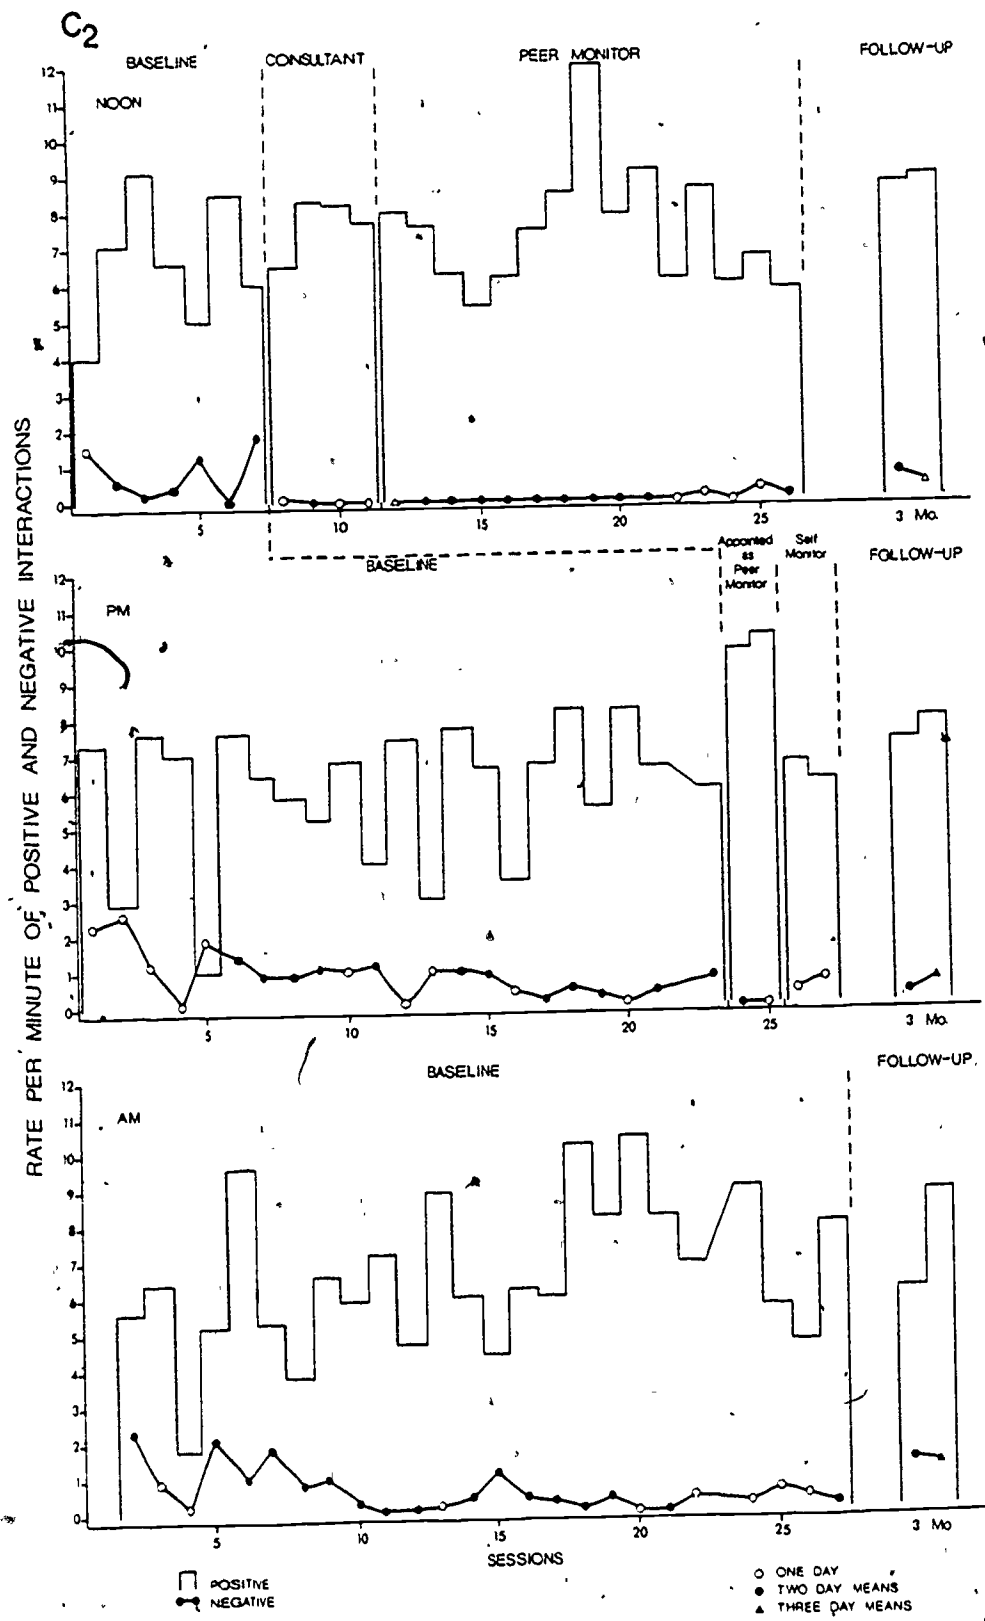 C2
BASELINE CONSULTANT PEER MONITOR FOLLOW-UP
NOON
12
11
10
9
8
7
6
5
4
3
2
1
0
5 10 15 20 25 3 Mo.
RATE PER MINUTE OF POSITIVE AND NEGATIVE INTERACTIONS
BASELINE Appointed as Peer Monitor Self Monitor FOLLOW-UP
PM
12
11
10
9
8
7
6
5
4
3
2
1
0
5 10 15 20 25 3 Mo.
BASELINE FOLLOW-UP
AM
12
11
10
9
8
7
6
5
4
3
2
1
0
5 10 15 20 25 3 Mo
SESSIONS
POSITIVE
NEGATIVE
ONE DAY
TWO DAY MEANS
THREE DAY MEANS